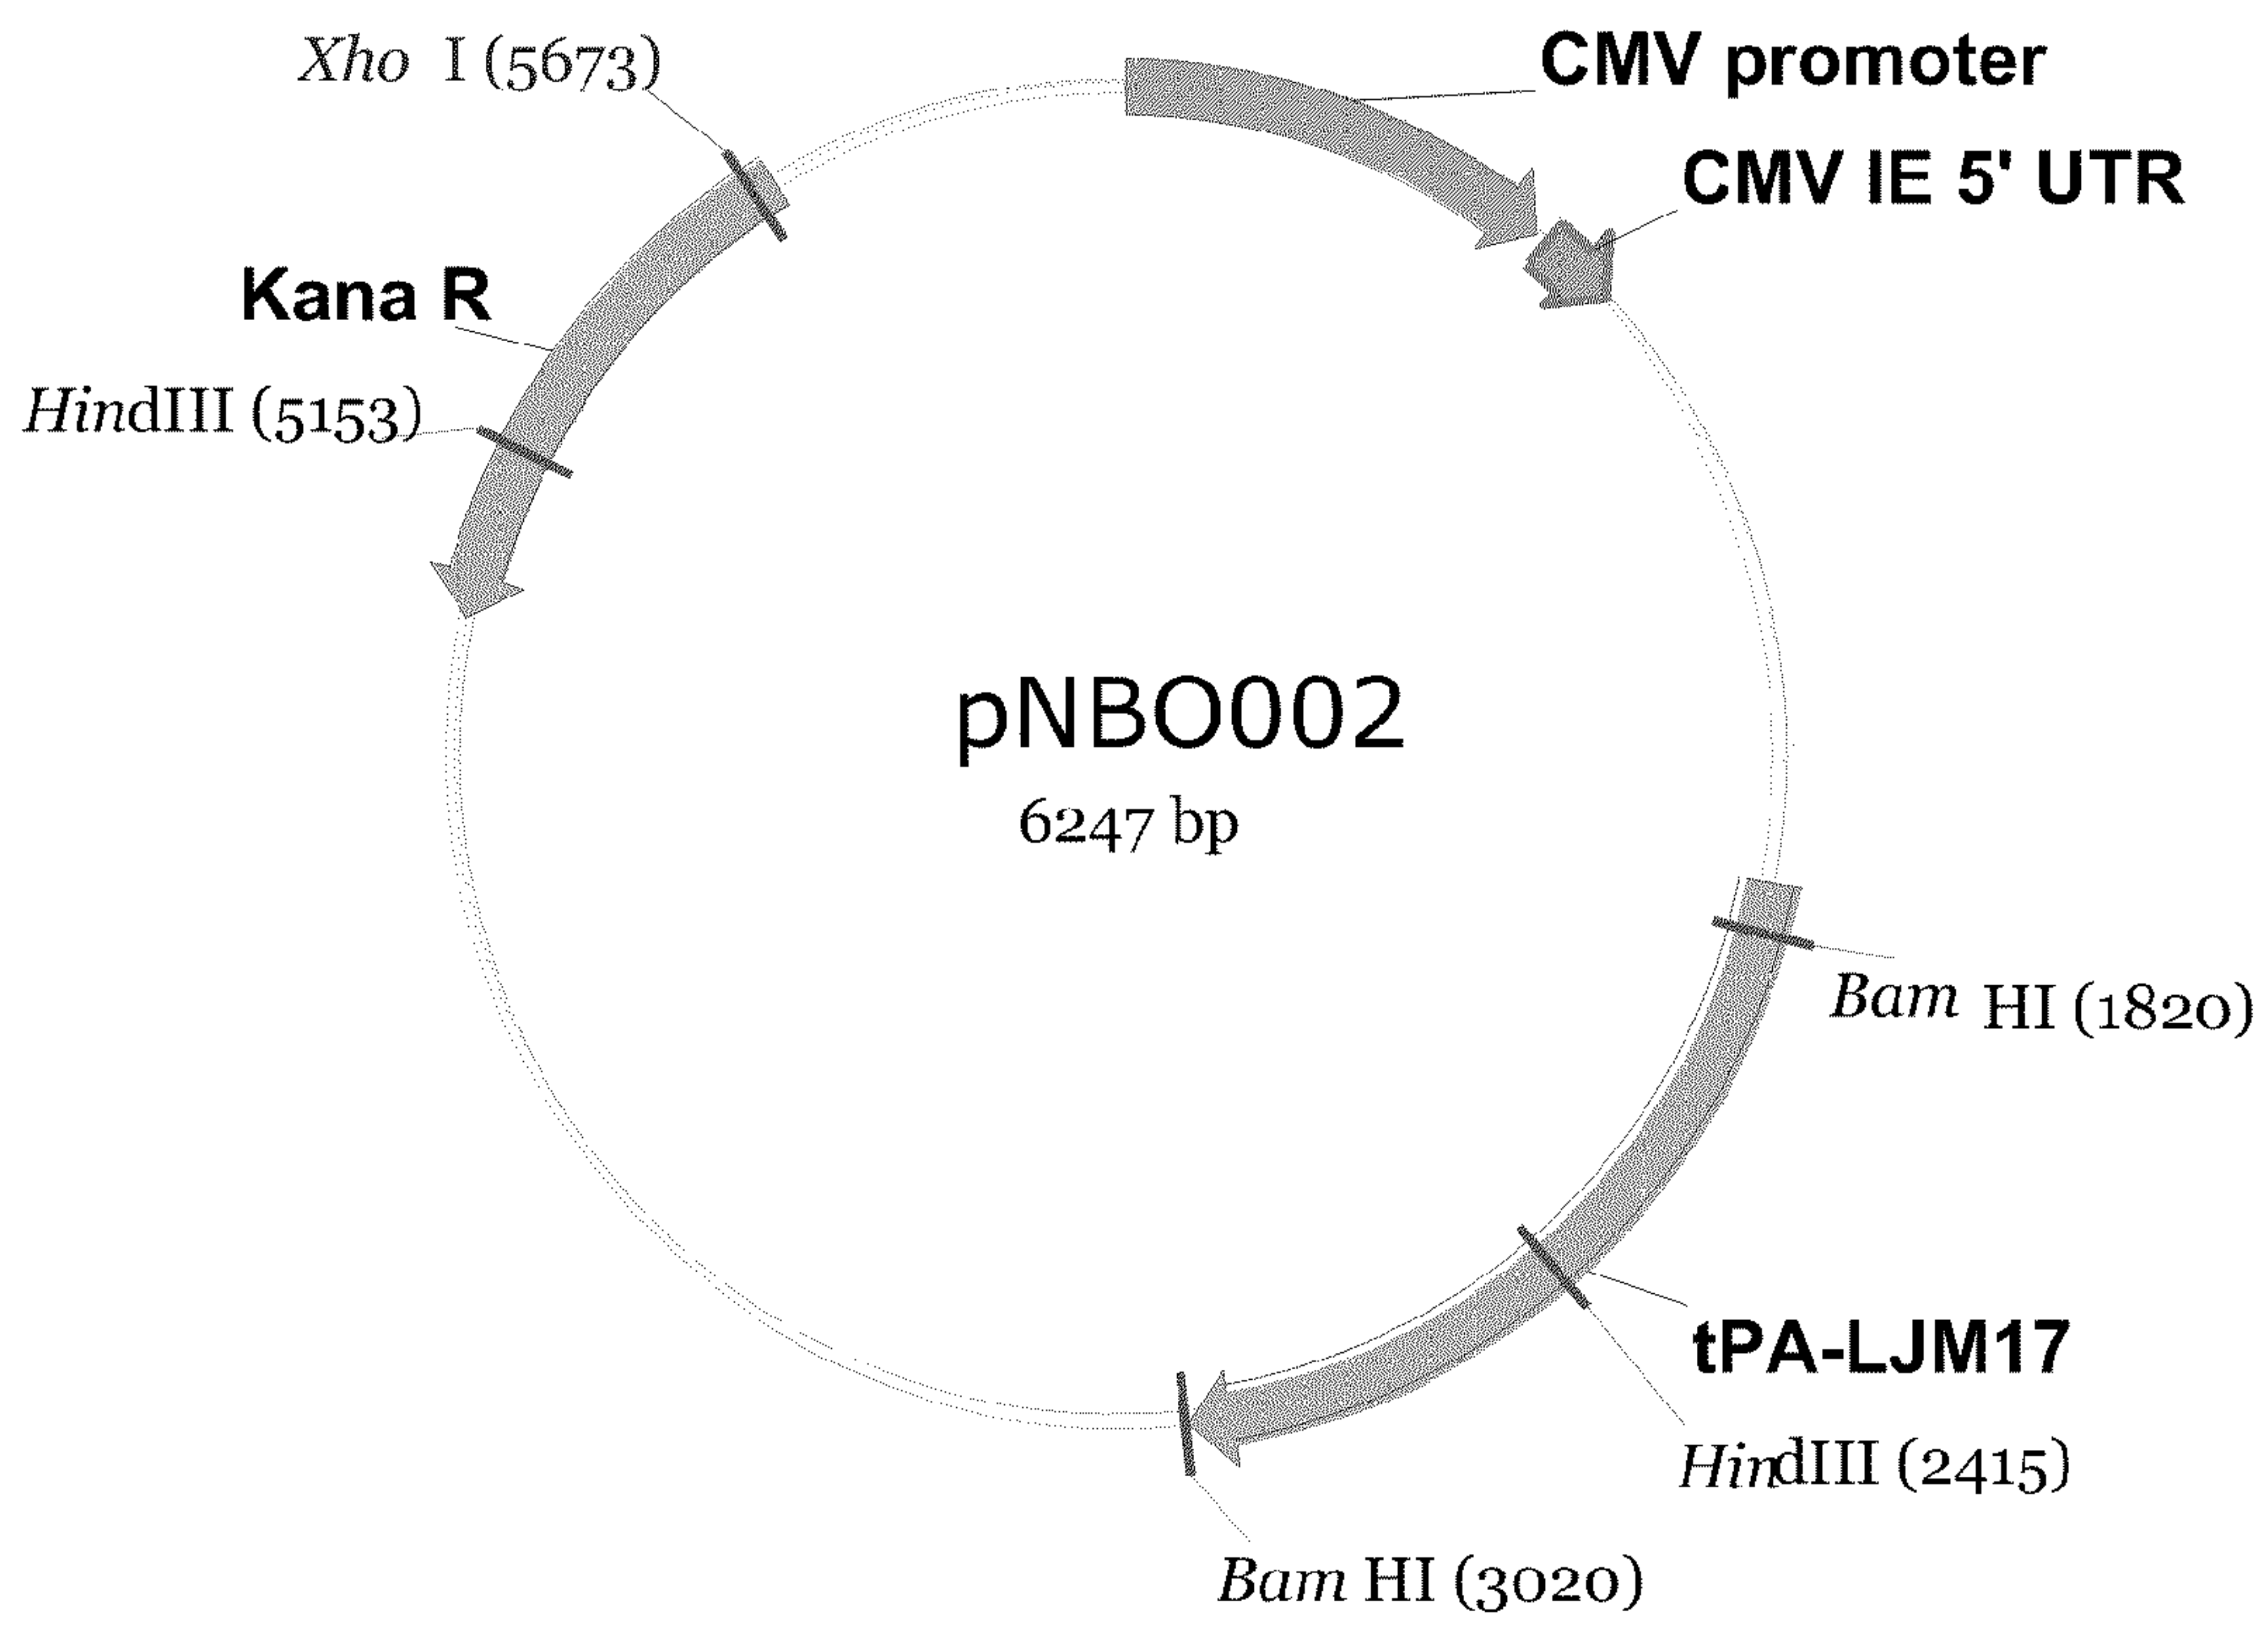 Xho I (5673)
CMV promoter
CMV IE 5' UTR
Kana R
HindIII (5153)
pNBO002
6247 bp
Bam HI (1820)
tPA-LJM17
HindIII (2415)
Bam HI (3020)